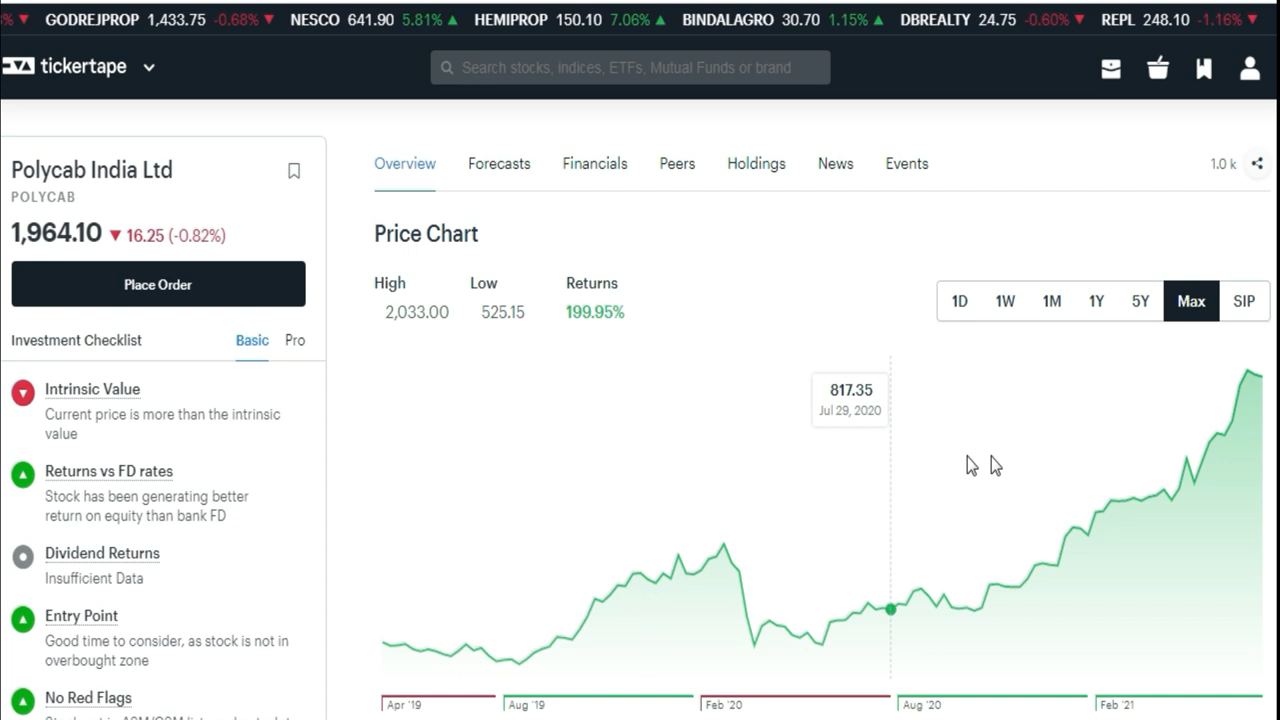 GODREJPROP 1,433.75 -0.68% ▼ NESCO 641.90 5.81% ▲ HEMIPROP 150.10 7.06% ▲ BINDALAGRO 30.70 1.15% ▲ DBREALTY 24.75 -0.60% ▼ REPL 248.10 -1.16% ▼
tickertape
Search stocks, indices, ETFs, Mutual Funds or brand
Polycab India Ltd
POLYCAB
1,964.10 ▼ 16.25 (-0.82%)
Place Order
Investment Checklist Basic Pro
Intrinsic Value
Current price is more than the intrinsic
value
Returns vs FD rates
Stock has been generating better
return on equity than bank FD
Dividend Returns
Insufficient Data
Entry Point
Good time to consider, as stock is not in
overbought zone
No Red Flags
Overview Forecasts Financials Peers Holdings News Events 1.0 k
Price Chart
High Low Returns
2,033.00 525.15 199.95%
1D 1W 1M 1Y 5Y Max SIP
817.35
Jul 29, 2020
Apr '19 Aug '19 Feb '20 Aug '20 Feb '21